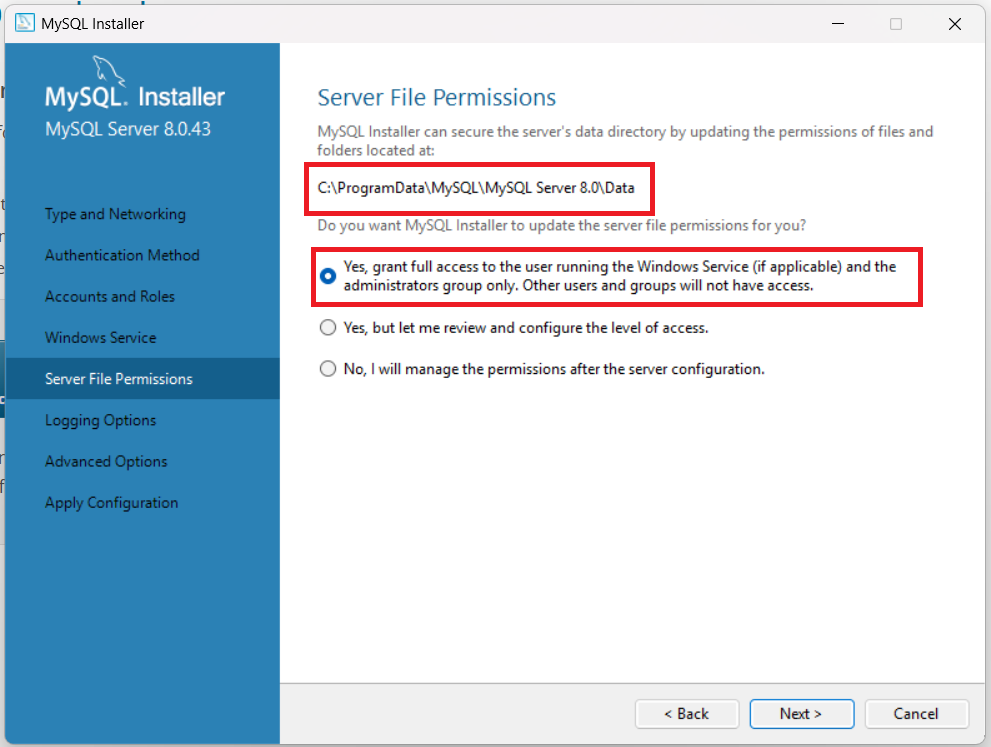 MySQL Installer
MySQL. Installer
MySQL Server 8.0.43
Type and Networking
Authentication Method
Accounts and Roles
Windows Service
Server File Permissions
Logging Options
Advanced Options
Apply Configuration
Server File Permissions
MySQL Installer can secure the server's data directory by updating the permissions of files and
folders located at:
C:\ProgramData\MySQL\MySQL Server 8.0\Data
Do you want MySQL Installer to update the server file permissions for you?
Yes, grant full access to the user running the Windows Service (if applicable) and the
administrators group only. Other users and groups will not have access.
Yes, but let me review and configure the level of access.
No, I will manage the permissions after the server configuration.
< Back
Next >
Cancel